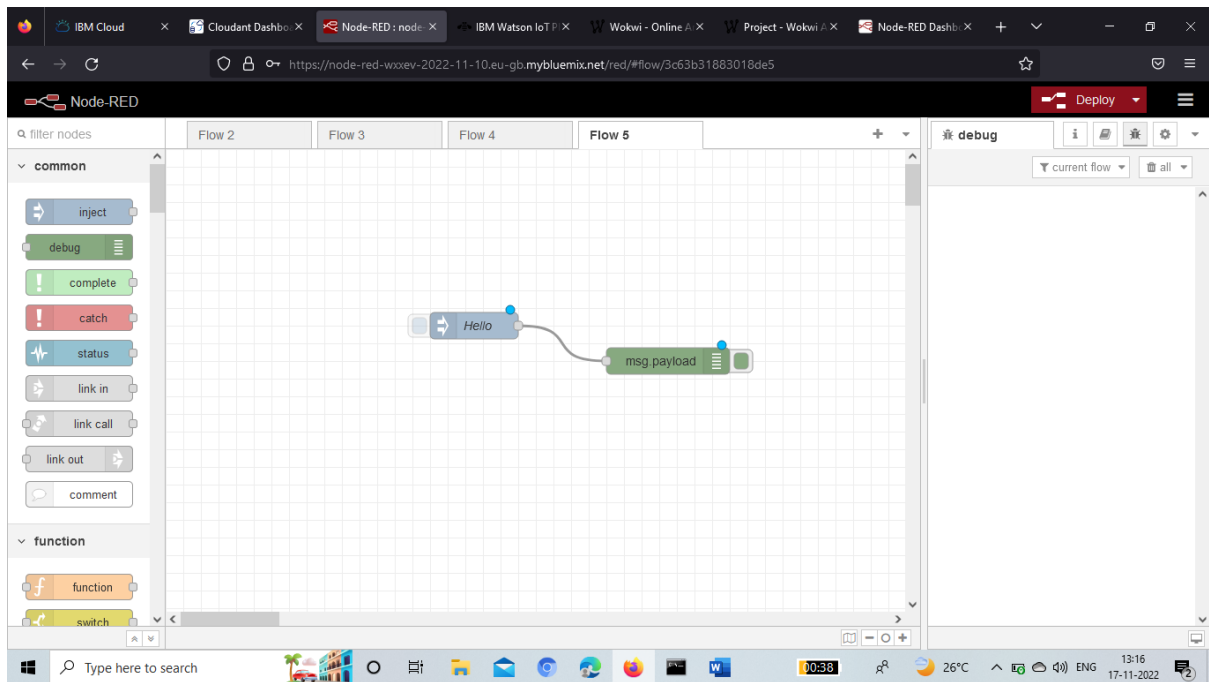 IBM Cloud
Cloudant Dashbo
Node-RED : node-
IBM Watson IoT P
Wokwi - Online A
Project - Wokwi A
Node-RED Dashb
https://node-red-wxxev-2022-11-10.eu-gb.mybluemix.net/red/#flow/3c63b31883018de5
Node-RED
Deploy
filter nodes
Flow 2
Flow 3
Flow 4
Flow 5
debug
i
current flow
all
common
inject
debug
complete
catch
status
link in
link call
link out
comment
function
f function
switch
Hello
msg.payload
Type here to search
00:38
26°C
ENG
13:16
17-11-2022
2